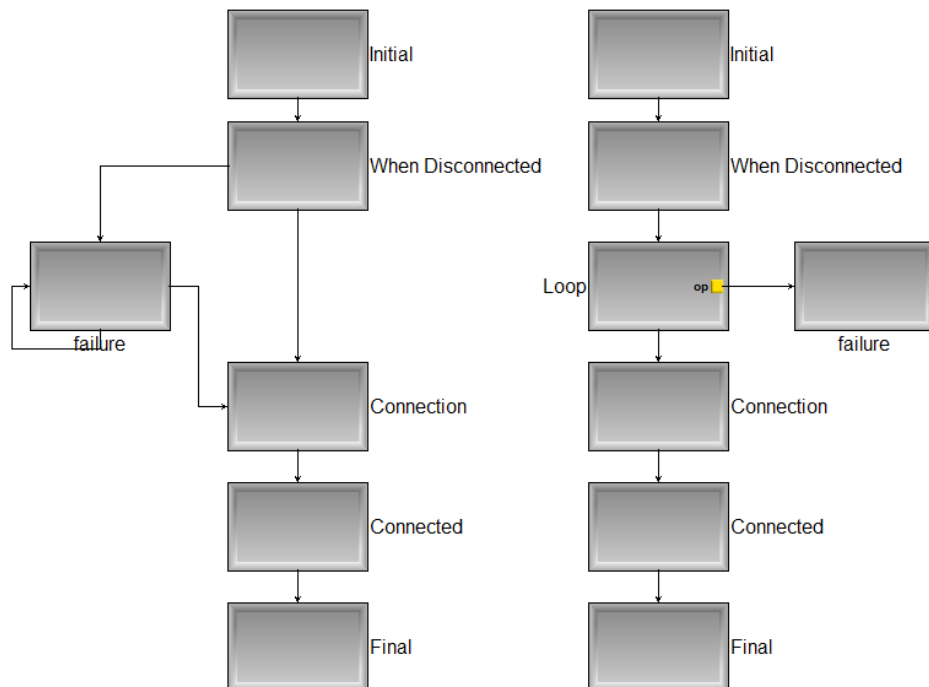 Initial
When Disconnected
failure
Connection
Connected
Final
Initial
When Disconnected
Loop
op
failure
Connection
Connected
Final